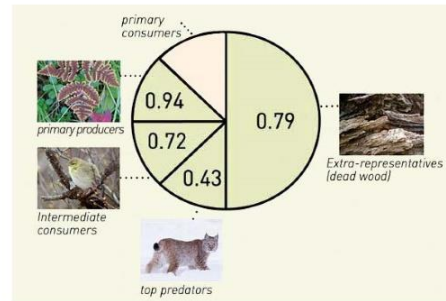 primary
consumers
0.94
primary producers
0.79
0.72
Extra-representatives
(dead wood)
0.43
Intermediate
consumers
top predators